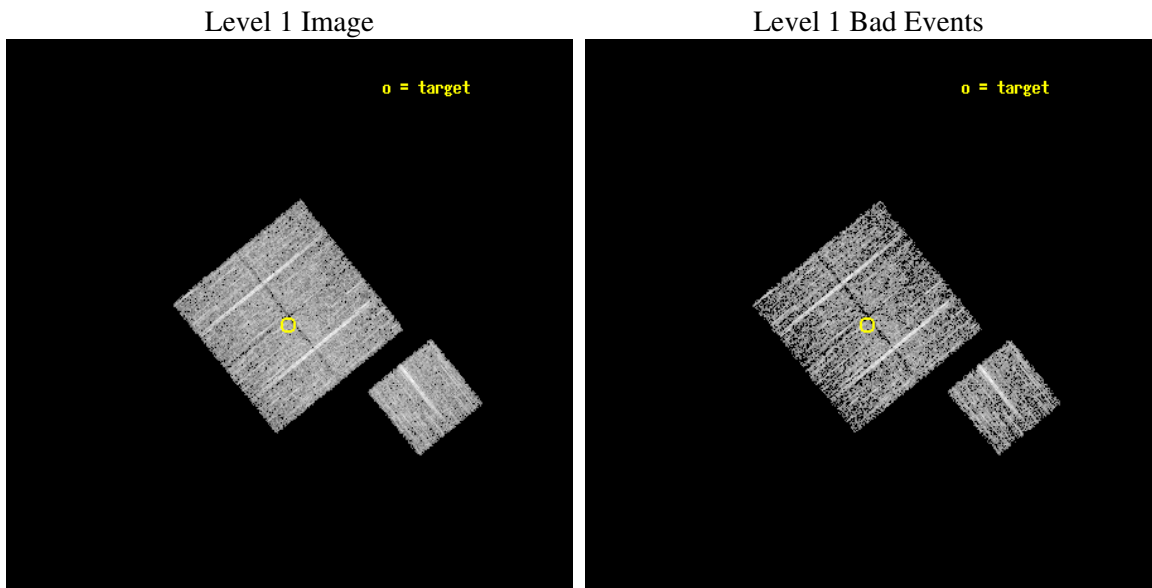 Level 1 Image
Level 1 Bad Events
o = target
o = target